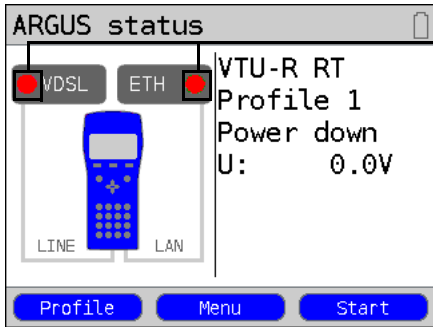 ARGUS status
VDSL ETH
VTU-R RT
Profile 1
Power down
U: 0.0V
LINE LAN
Profile Menu Start